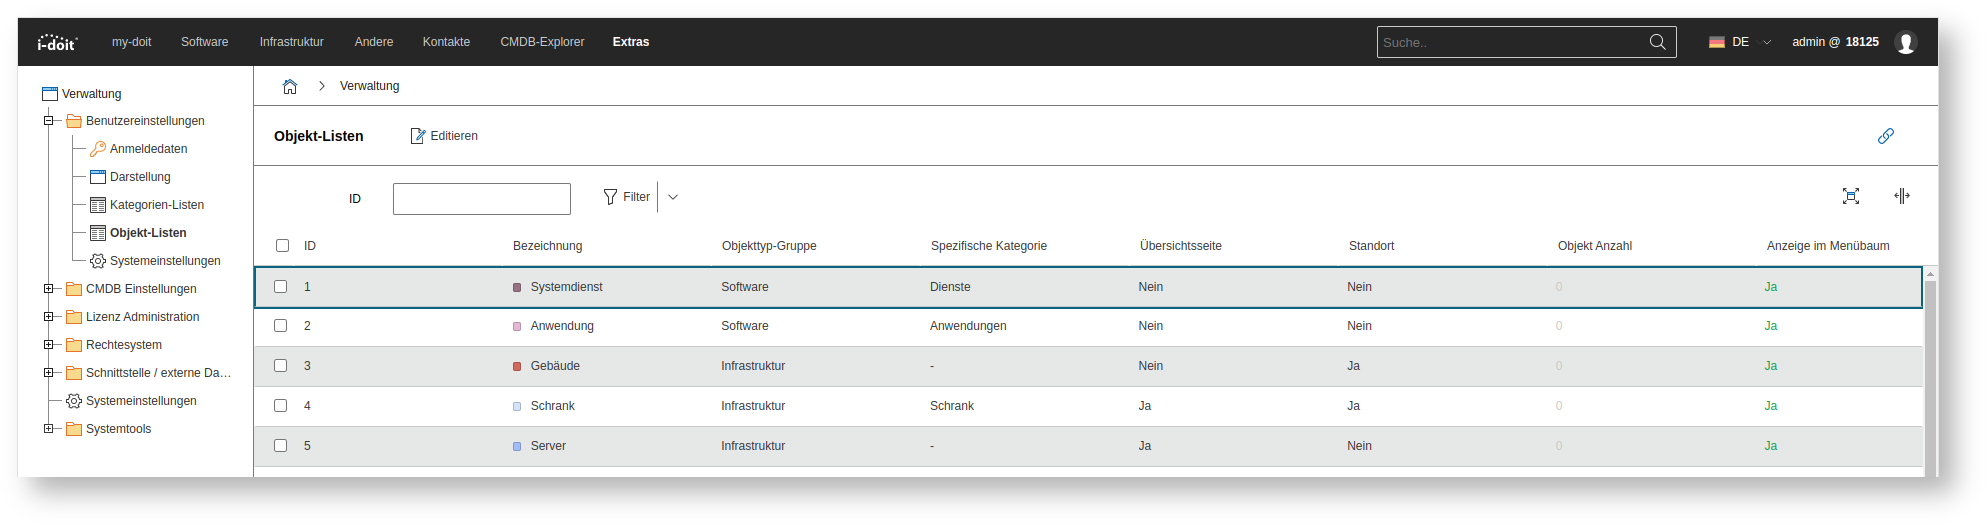 i-doit my-doit Software Infrastruktur Andere Kontakte CMDB-Explorer Extras Suche.. DE admin @ 18125
Verwaltung
Benutzereinstellungen
Anmeldedaten
Darstellung
Kategorien-Listen
Objekt-Listen
Systemeinstellungen
CMDB Einstellungen
Lizenz Administration
Rechtesystem
Schnittstelle / externe Da…
Systemeinstellungen
Systemtools
Verwaltung
Objekt-Listen Editieren
ID Filter
ID Bezeichnung Objekttyp-Gruppe Spezifische Kategorie Übersichtsseite Standort Objekt Anzahl Anzeige im Menübaum
1 Systemdienst Software Dienste Nein Nein 0 Ja
2 Anwendung Software Anwendungen Nein Nein 0 Ja
3 Gebäude Infrastruktur - Nein Ja 0 Ja
4 Schrank Infrastruktur Schrank Ja Ja 0 Ja
5 Server Infrastruktur - Ja Nein 0 Ja